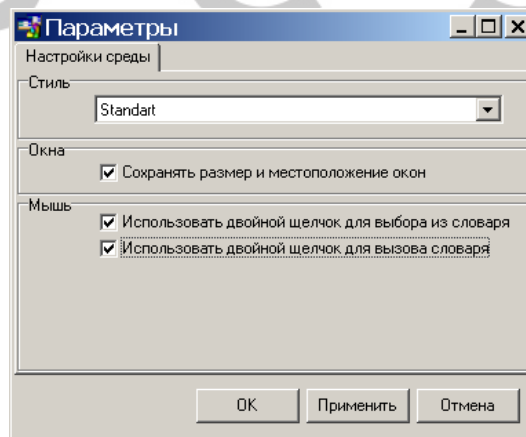 Параметры
Настройки среды
Стиль
Standart
Окна
Сохранять размер и местоположение окон
Мышь
Использовать двойной щелчок для выбора из словаря
Использовать двойной щелчок для вызова словаря
OK Применить Отмена